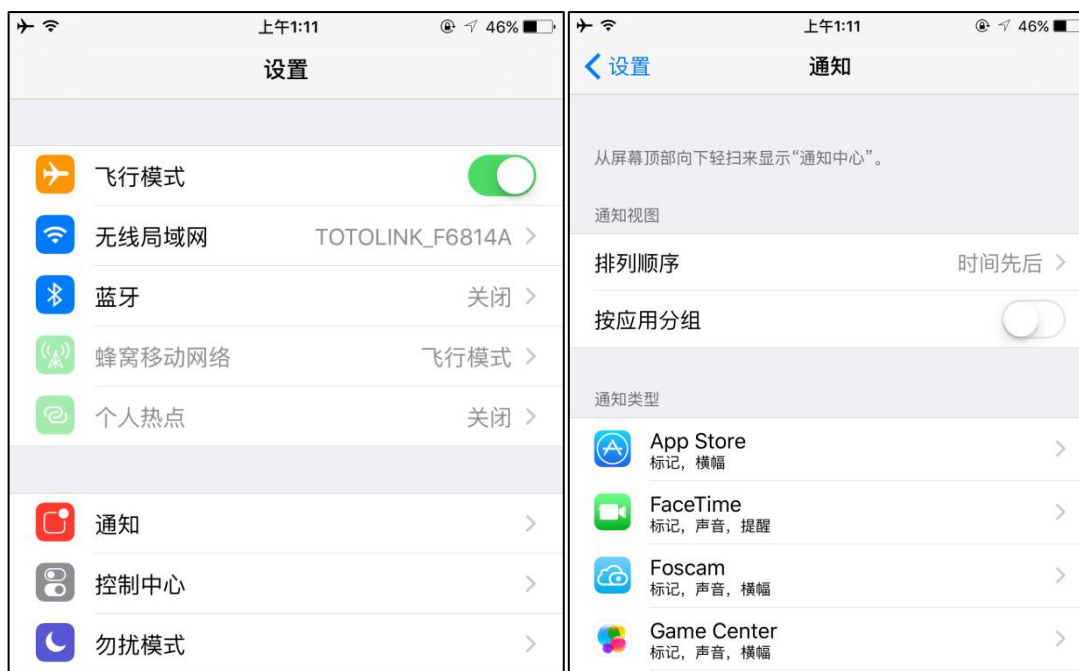 上午1:11
46%
设置
飞行模式
无线局域网 TOTOLINK_F6814A
蓝牙 关闭
蜂窝移动网络 飞行模式
个人热点 关闭
通知
控制中心
勿扰模式
上午1:11
46%
设置 通知
从屏幕顶部向下轻扫来显示“通知中心”。
通知视图
排列顺序 时间先后
按应用分组
通知类型
App Store
标记，横幅
FaceTime
标记，声音，提醒
Foscam
标记，声音，横幅
Game Center
标记，声音，横幅